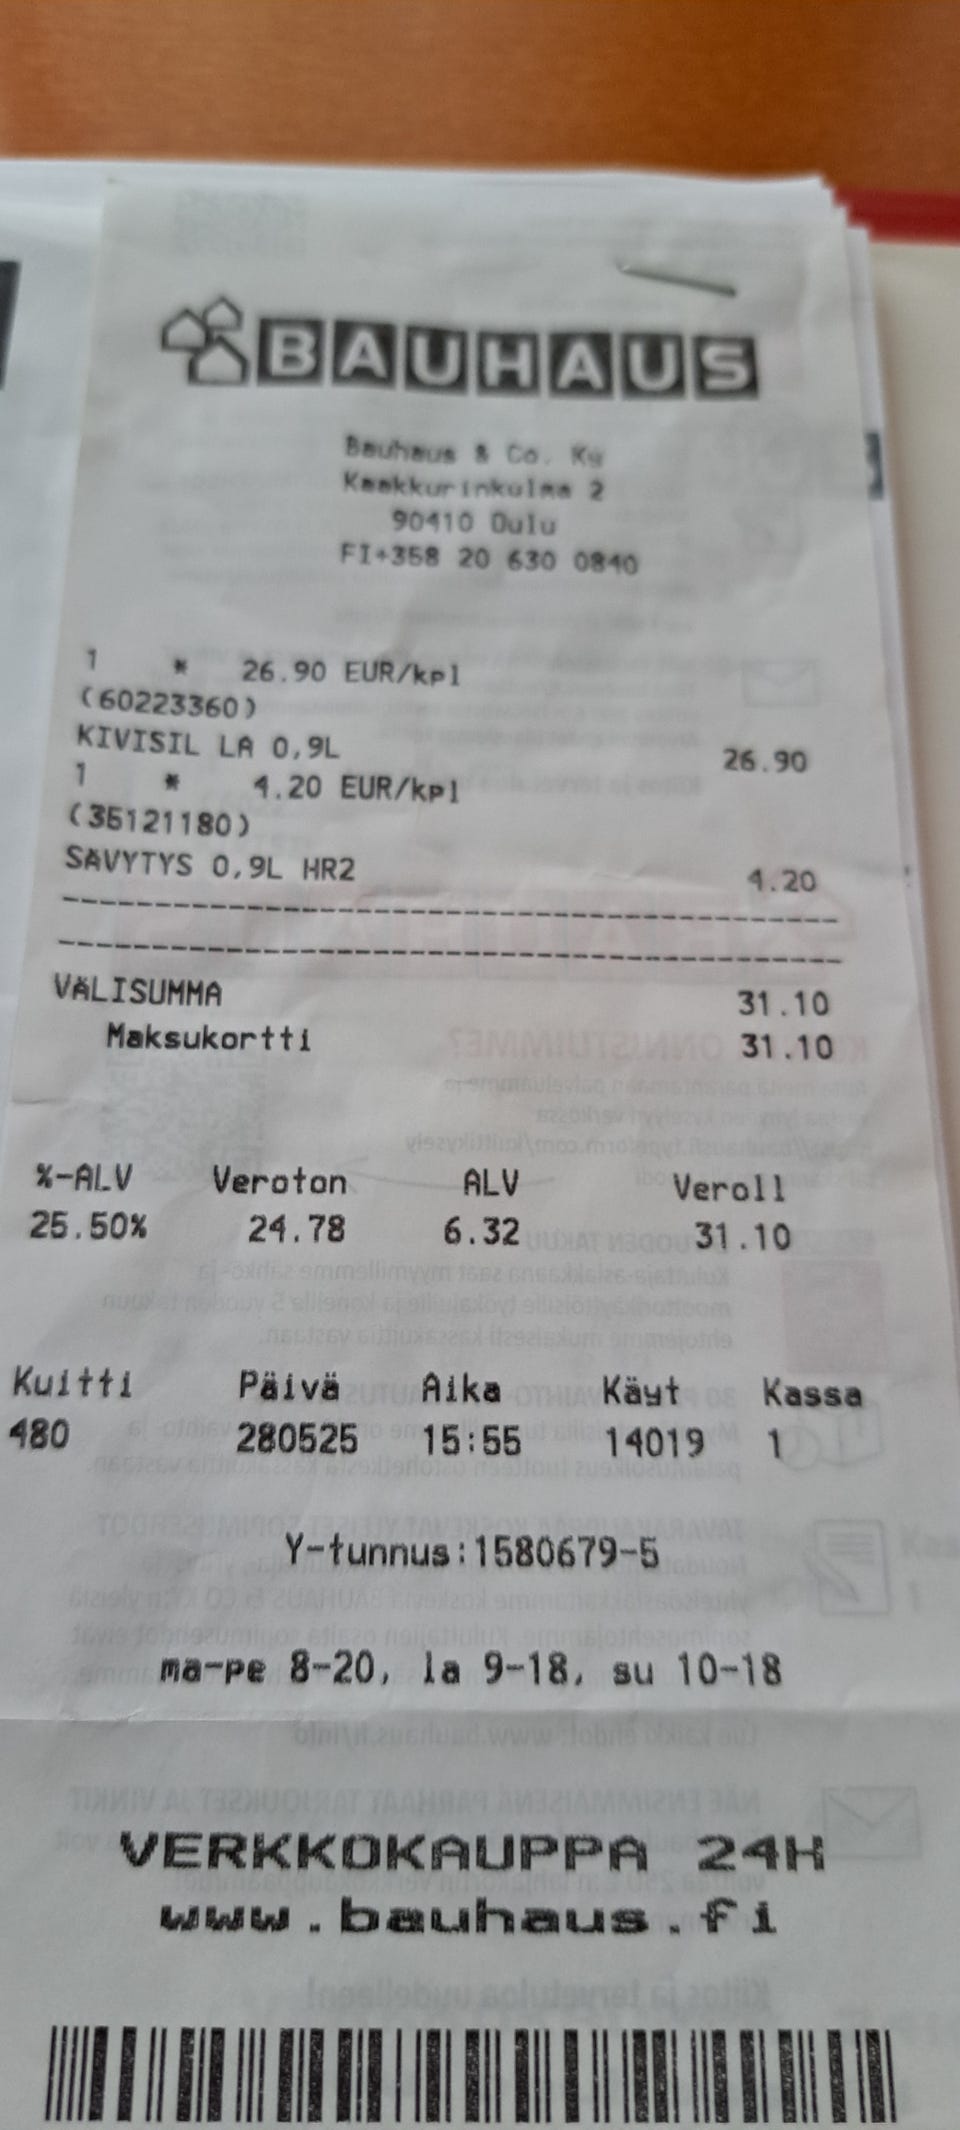 BAUHAUS
Bauhaus & Co. Ky
Kaakkurinkulma 2
90410 Oulu
FI+358 20 630 0840
1 * 26.90 EUR/kpl
(60223360)
KIVISIL LA 0,9L 26.90
1 * 4.20 EUR/kpl
(35121180)
SÄVYTYS 0,9L HR2 4.20
VÄLISUMMA 31.10
Maksukortti 31.10
%-ALV Veroton ALV Veroll
25.50% 24.78 6.32 31.10
Kuitti Päivä Aika Käyt Kassa
480 280525 15:55 14019 1
Y-tunnus:1580679-5
ma-pe 8-20, la 9-18, su 10-18
VERKKOKAUPPA 24H
www.bauhaus.fi